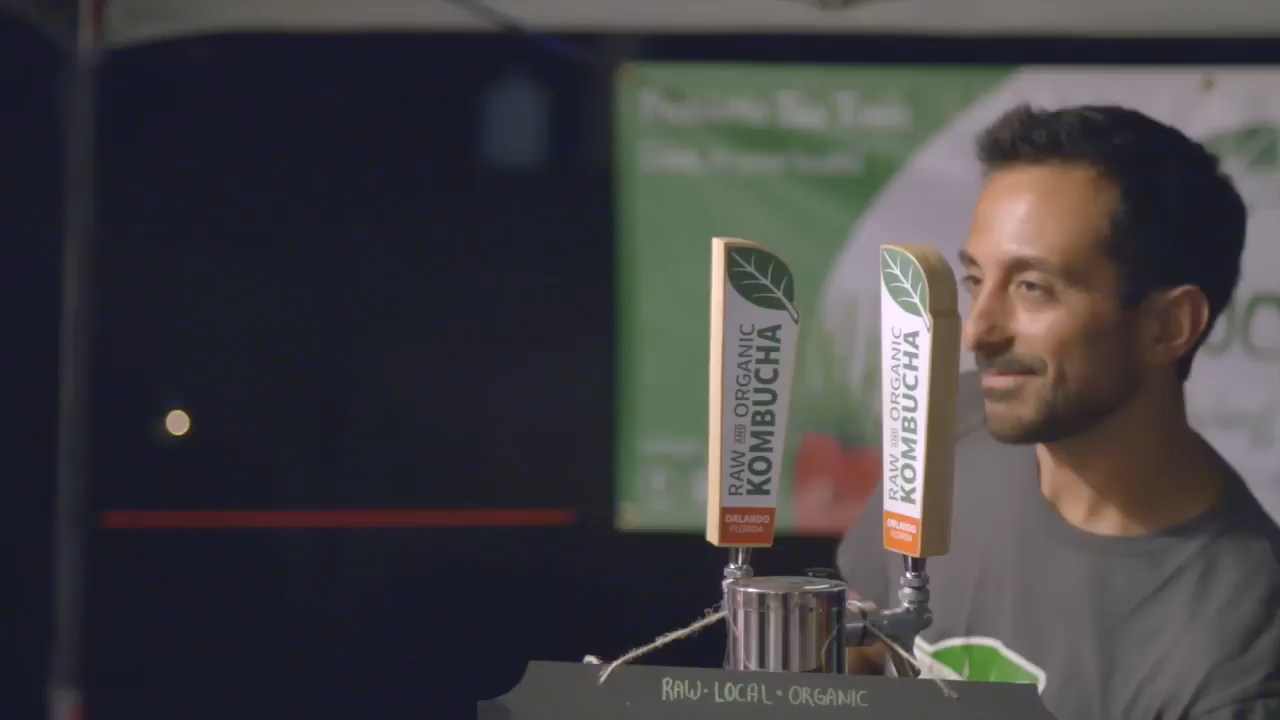 RAW AND ORGANIC
KOMBUCHA
ORLANDO
FLORIDA
RAW AND ORGANIC
KOMBUCHA
ORLANDO
FLORIDA
RAW • LOCAL • ORGANIC